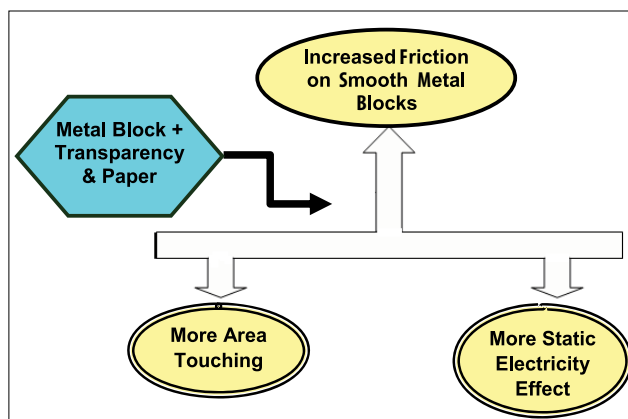 Increased Friction
on Smooth Metal
Blocks
Metal Block +
Transparency
& Paper
More Area
Touching
More Static
Electricity
Effect